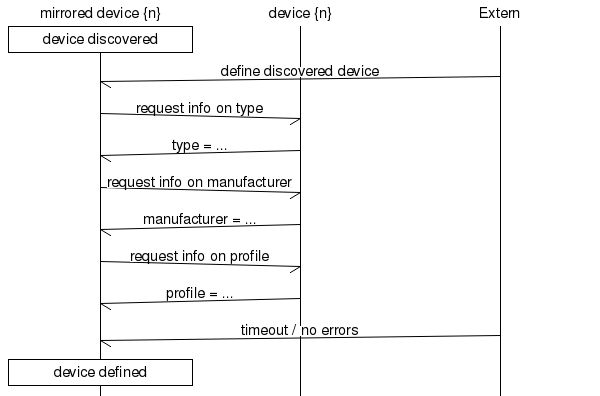 mirrored device {n}
device {n}
Extern
device discovered
define discovered device
request info on type
type = ...
request info on manufacturer
manufacturer = ...
request info on profile
profile = ...
timeout / no errors
device defined